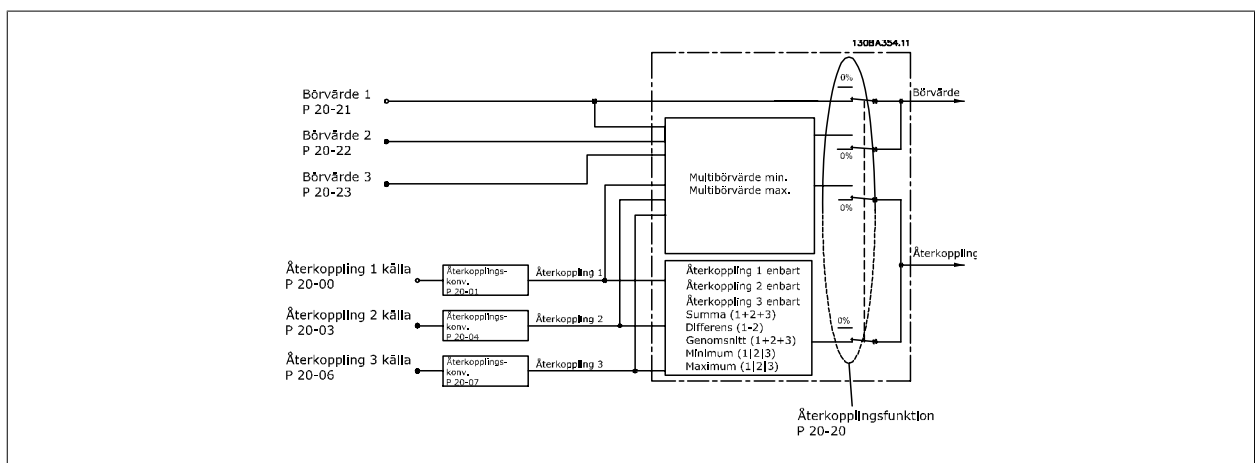 130BA354.11
Börvärde 1
P 20-21
Börvärde 2
P 20-22
Börvärde 3
P 20-23
0%
Börvärde
0%
0%
Multibörvärde min.
Multibörvärde max.
Återkoppling 1 källa
P 20-00
Återkopplings-
konv.
P 20-01
Återkoppling 1
Återkoppling 2 källa
P 20-03
Återkopplings-
konv.
P 20-04
Återkoppling 2
Återkoppling 3 källa
P 20-06
Återkopplings-
konv.
P 20-07
Återkoppling 3
Återkoppling 1 enbart
Återkoppling 2 enbart
Återkoppling 3 enbart
Summa (1+2+3)
Differens (1-2)
Genomsnitt (1+2+3)
Minimum (1|2|3)
Maximum (1|2|3)
0%
Återkoppling
Återkopplingsfunktion
P 20-20